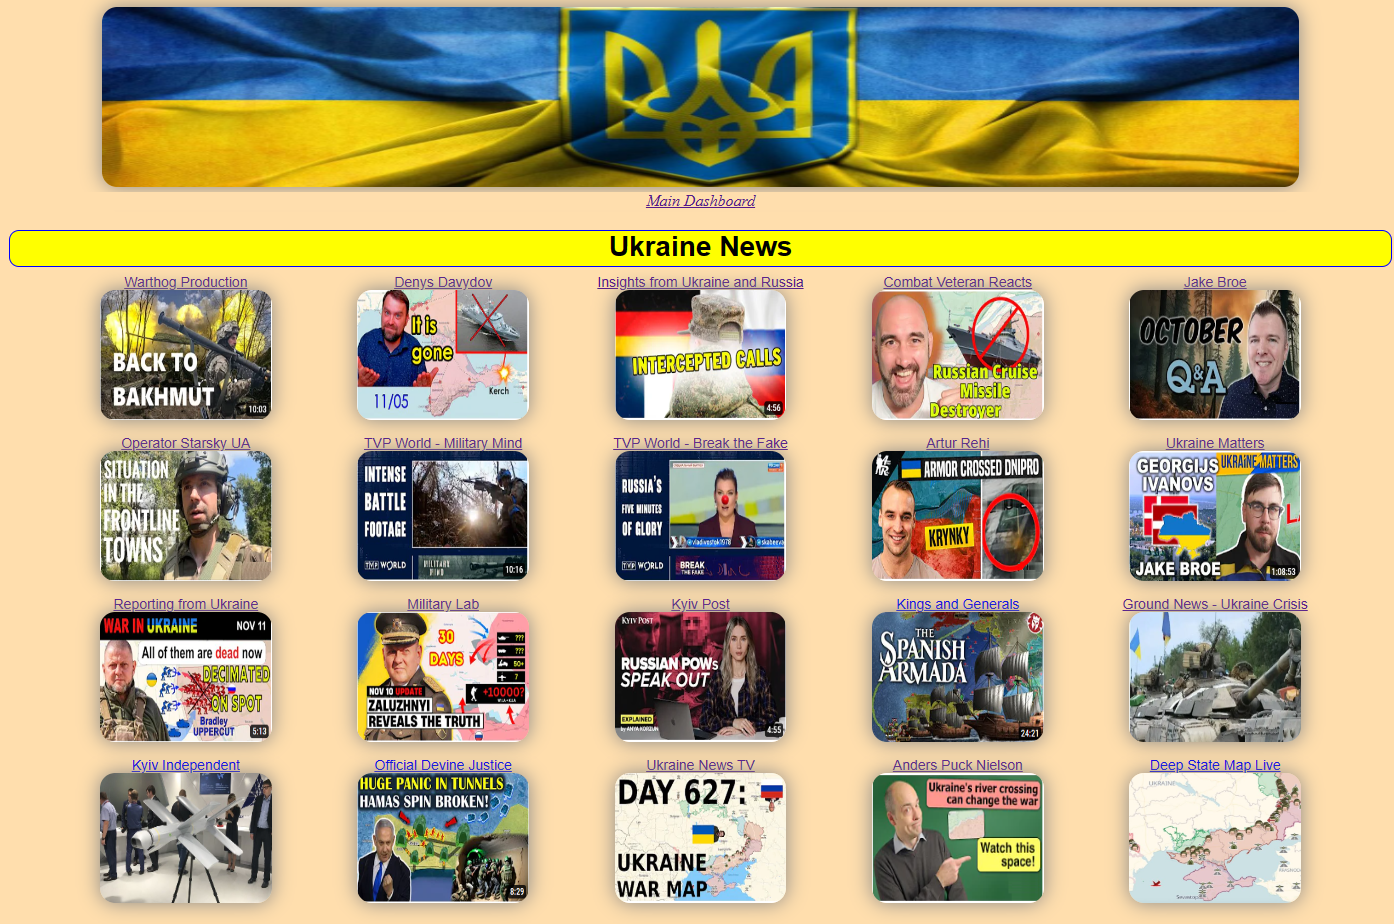 Main Dashboard
Ukraine News
Warthog Production
Denys Davydov
Insights from Ukraine and Russia
Combat Veteran Reacts
Jake Broe
BACK TO
BAKHMUT
10:03
It is
gone
Kerch
11/05
INTERCEPTED CALLS
4:56
Russian Cruise
Missile
Destroyer
OCTOBER
Q&A
Operator Starsky UA
TVP World - Military Mind
TVP World - Break the Fake
Artur Rehi
Ukraine Matters
SITUATION
IN THE
FRONTLINE
TOWNS
INTENSE
BATTLE
FOOTAGE
TVP WORLD
MILITARY
MIND
10:16
RUSSIA'S
FIVE MINUTES
OF GLORY
@vladivostok1978
TVP WORLD
BREAK
THE FAKE
ARMOR CROSSED DNIPRO
KRYNKY
GEORGIJS
IVANOVS
UKRAINE MATTERS
JAKE BROE
1:08:53
Reporting from Ukraine
Military Lab
Kyiv Post
Kings and Generals
Ground News - Ukraine Crisis
WAR IN UKRAINE
NOV 11
All of them are dead now
DECIMATED
ON SPOT
Bradley
UPPERCUT
5:13
30
DAYS
???
???
50+
7
+10000?
NOV 10 UPDATE
ZALUZHNYI
REVEALS THE TRUTH
KYIV POST
RUSSIAN POWs
SPEAK OUT
EXPLAINED
by ANYA KORZUN
4:55
THE
SPANISH
ARMADA
24:21
Kyiv Independent
Official Devine Justice
Ukraine News TV
Anders Puck Nielson
Deep State Map Live
HUGE PANIC IN TUNNELS
HAMAS SPIN BROKEN!
8:29
DAY 627:
UKRAINE
WAR MAP
Ukraine's river crossing
can change the war
Watch this
space!
UKRAINE